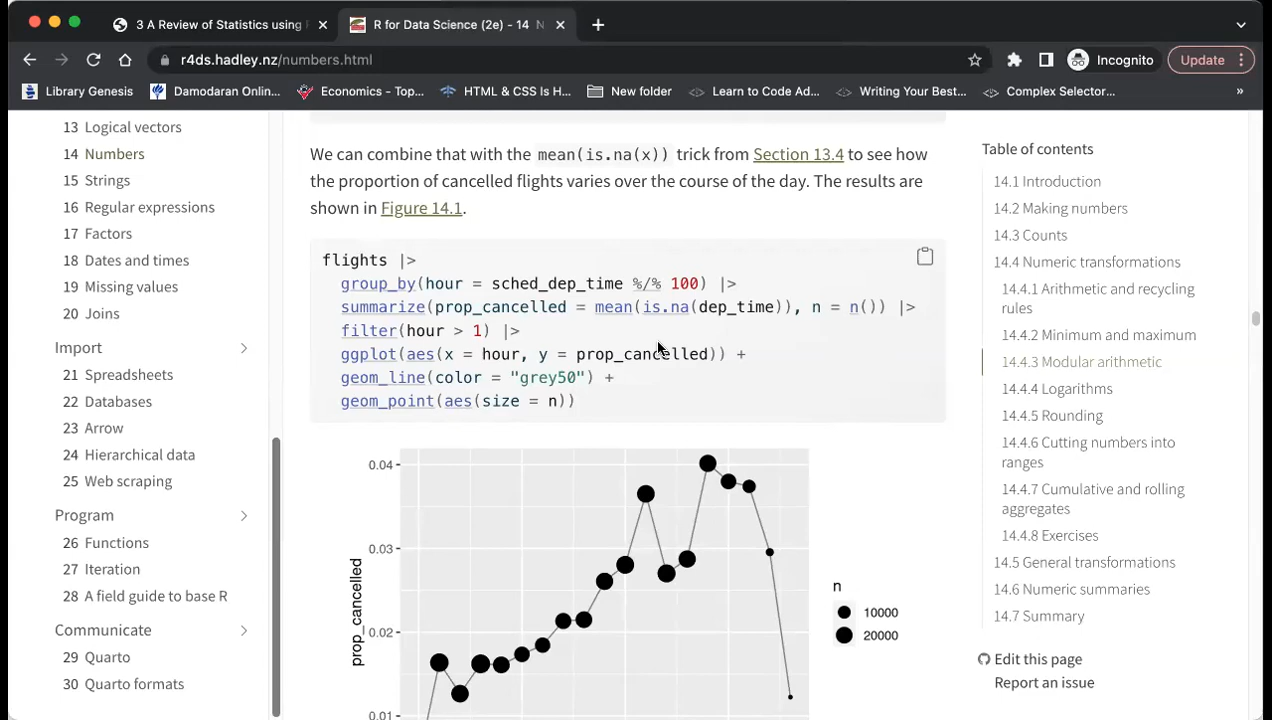 3 A Review of Statistics using
R for Data Science (2e) - 14 N
r4ds.hadley.nz/numbers.html
Incognito
Update
Library Genesis
Damodaran Onlin...
Economics - Top...
HTML & CSS Is H...
New folder
Learn to Code Ad...
Writing Your Best...
Complex Selector...
»
13 Logical vectors
14 Numbers
15 Strings
16 Regular expressions
17 Factors
18 Dates and times
19 Missing values
20 Joins
Import
21 Spreadsheets
22 Databases
23 Arrow
24 Hierarchical data
25 Web scraping
Program
26 Functions
27 Iteration
28 A field guide to base R
Communicate
29 Quarto
30 Quarto formats
We can combine that with the mean(is.na(x)) trick from Section 13.4 to see how
the proportion of cancelled flights varies over the course of the day. The results are
shown in Figure 14.1.
flights |>
group_by(hour = sched_dep_time %/% 100) |>
summarize(prop_cancelled = mean(is.na(dep_time)), n = n()) |>
filter(hour > 1) |>
ggplot(aes(x = hour, y = prop_cancelled)) +
geom_line(color = "grey50") +
geom_point(aes(size = n))
0.04
0.03
0.02
0.01
prop_cancelled
n
10000
20000
Table of contents
14.1 Introduction
14.2 Making numbers
14.3 Counts
14.4 Numeric transformations
14.4.1 Arithmetic and recycling
rules
14.4.2 Minimum and maximum
14.4.3 Modular arithmetic
14.4.4 Logarithms
14.4.5 Rounding
14.4.6 Cutting numbers into
ranges
14.4.7 Cumulative and rolling
aggregates
14.4.8 Exercises
14.5 General transformations
14.6 Numeric summaries
14.7 Summary
Edit this page
Report an issue